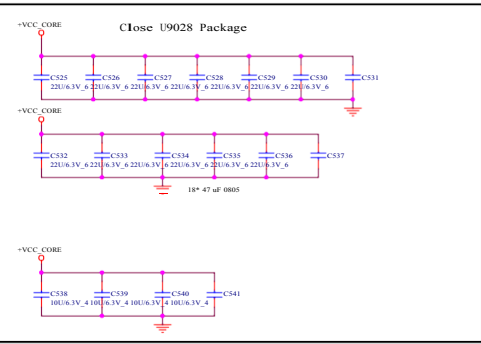 +VCC_CORE
Close U9028 Package
C525 C526 C527 C528 C529 C530 C531
22U/6.3V_6 22U/6.3V_6 22U/6.3V_6 22U/6.3V_6 22U/6.3V_6 22U/6.3V_6
+VCC_CORE
C532 C533 C534 C535 C536 C537
22U/6.3V_6 22U/6.3V_6 22U/6.3V_6 22U/6.3V_6 22U/6.3V_6
18* 47 uF 0805
+VCC_CORE
C538 C539 C540 C541
10U/6.3V_4 10U/6.3V_4 10U/6.3V_4 10U/6.3V_4